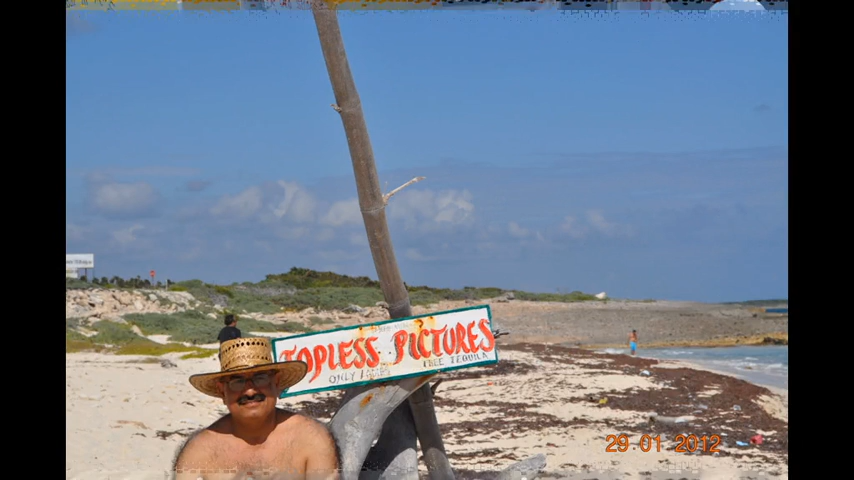 TOPLESS PICTURES
ONLY
FREE TEQUILA
29 01 2012